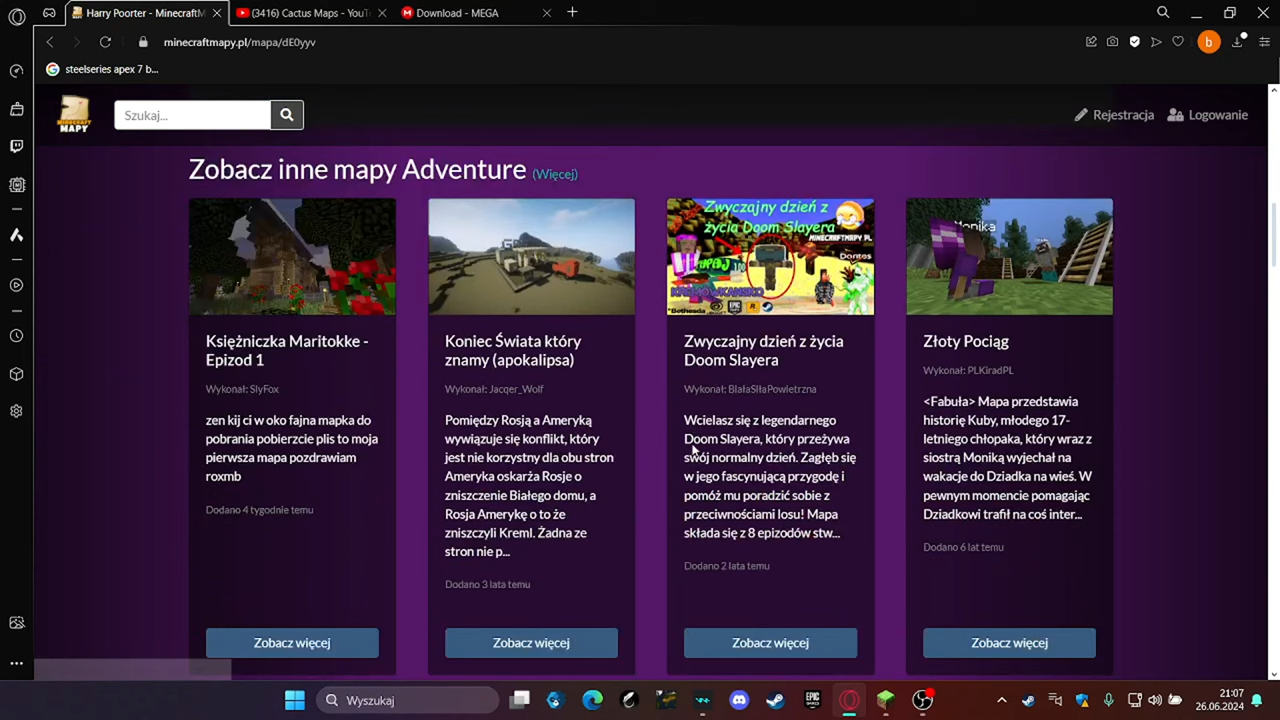 Harry Poorter - MinecraftM
(3416) Cactus Maps - YouT
Download - MEGA
minecraftmapy.pl/mapa/dE0yyv
b
steelseries apex 7 b...
MAPY
Szukaj...
Rejestracja
Logowanie
Zobacz inne mapy Adventure (Więcej)
Zwyczajny dzień z
życia Doom Slayera
MINECRAFTMAPY.PL
Doritos
Monika
Księżniczka Maritokke -
Epizod 1
Wykonał: SlyFox
zen kij ci w oko fajna mapka do
pobrania pobierzcie plis to moja
pierwsza mapa pozdrawiam
roxmb
Dodano 4 tygodnie temu
Zobacz więcej
Koniec Świata który
znamy (apokalipsa)
Wykonał: Jacqer_Wolf
Pomiędzy Rosją a Ameryką
wywiązuje się konflikt, który
jest nie korzystny dla obu stron
Ameryka oskarża Rosje o
zniszczenie Białego domu, a
Rosja Amerykę o to że
zniszczyli Kreml. Żadna ze
stron nie p...
Dodano 3 lata temu
Zobacz więcej
Zwyczajny dzień z życia
Doom Slayera
Wykonał: BIałaSIłaPowIetrzna
Wcielasz się z legendarnego
Doom Slayera, który przeżywa
swój normalny dzień. Zagłęb się
w jego fascynującą przygodę i
pomóż mu poradzić sobie z
przeciwnościami losu! Mapa
składa się z 8 epizodów stw...
Dodano 2 lata temu
Zobacz więcej
Złoty Pociąg
Wykonał: PLKiradPL
<Fabuła> Mapa przedstawia
historię Kuby, młodego 17-
letniego chłopaka, który wraz z
siostrą Moniką wyjechał na
wakacje do Dziadka na wieś. W
pewnym momencie pomagając
Dziadkowi trafił na coś inter...
Dodano 6 lat temu
Zobacz więcej
Wyszukaj
21:07
26.06.2024